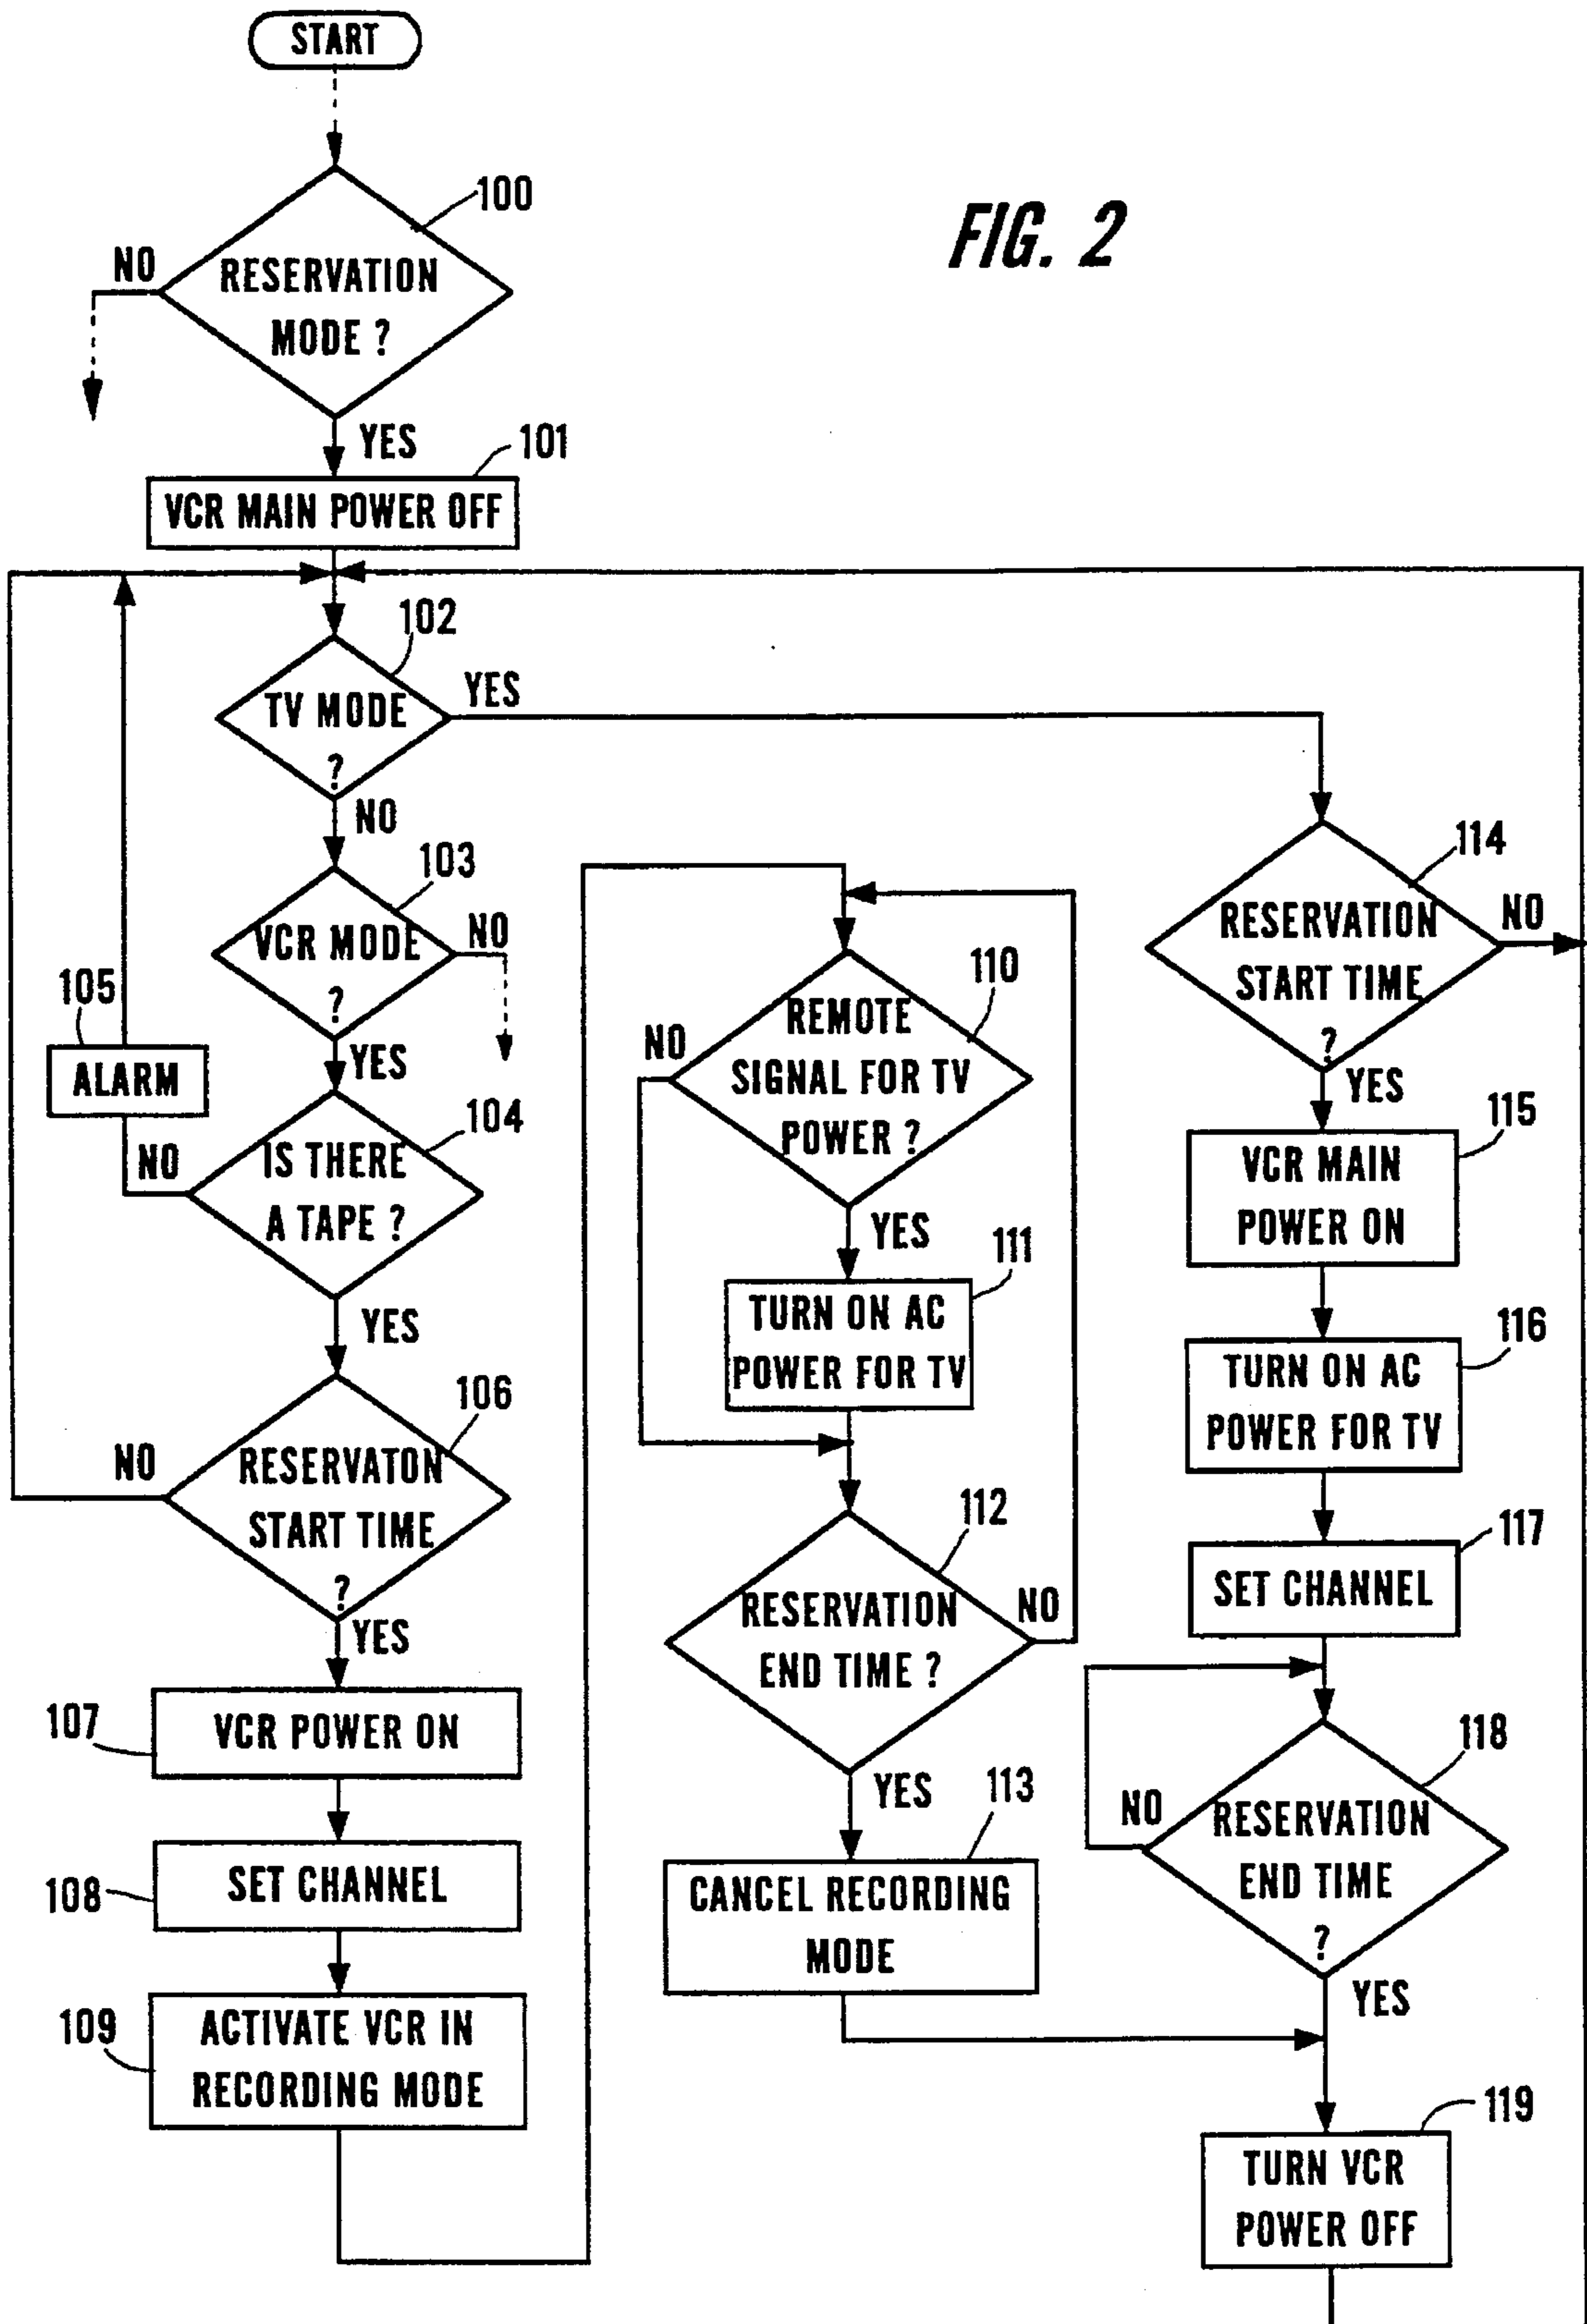 START
FIG. 2
100
NO
RESERVATION
MODE ?
YES
101
VCR MAIN POWER OFF
102
TV MODE
?
YES
NO
103
VCR MODE
?
NO
YES
105
ALARM
104
IS THERE
A TAPE ?
NO
YES
106
RESERVATON
START TIME
?
NO
YES
107
VCR POWER ON
108
SET CHANNEL
109
ACTIVATE VCR IN
RECORDING MODE
110
REMOTE
SIGNAL FOR TV
POWER ?
NO
YES
111
TURN ON AC
POWER FOR TV
112
RESERVATION
END TIME ?
NO
YES
113
CANCEL RECORDING
MODE
114
RESERVATION
START TIME
?
NO
YES
115
VCR MAIN
POWER ON
116
TURN ON AC
POWER FOR TV
117
SET CHANNEL
118
RESERVATION
END TIME
?
NO
YES
119
TURN VCR
POWER OFF